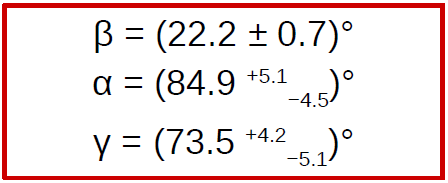 β = (22.2 ± 0.7)°
α = (84.9 +5.1 −4.5)°
γ = (73.5 +4.2 −5.1)°